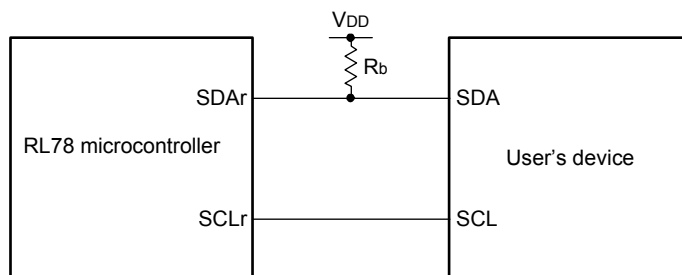 VDD
Rb
SDAr
SDA
RL78 microcontroller
User's device
SCLr
SCL